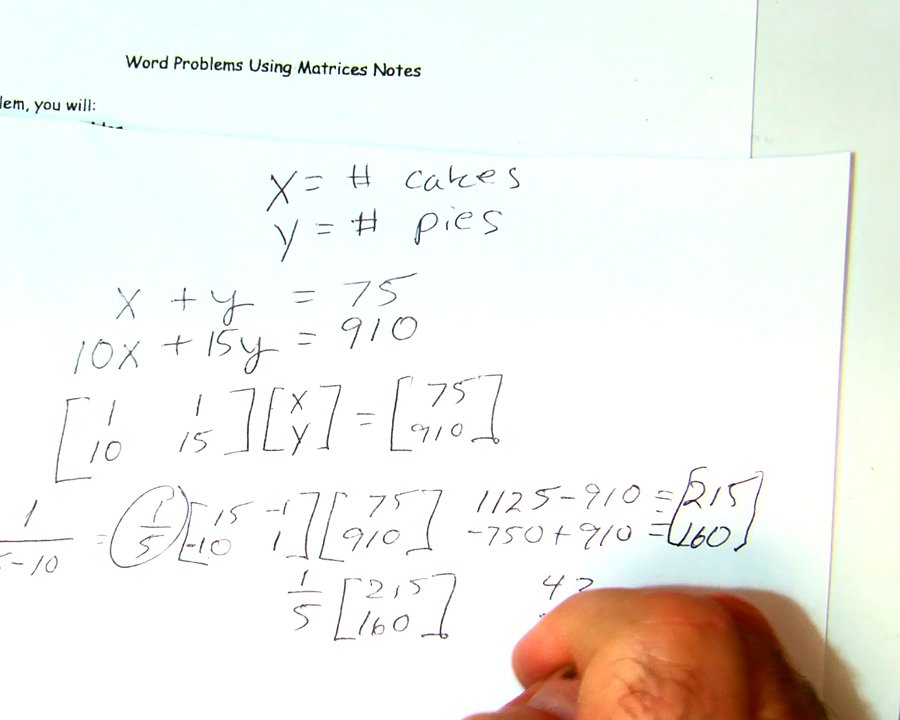 Word Problems Using Matrices Notes
lem, you will:
x = # cakes
y = # pies
x + y = 75
10x + 15y = 910
[1 1 10 15] [x y] = [75 910]
1/5-10 = 1/5 [15 -1 -10 1] [75 910] 1125 - 910 = [215
-750 + 910 = 160]
1/5 [215 160] 43